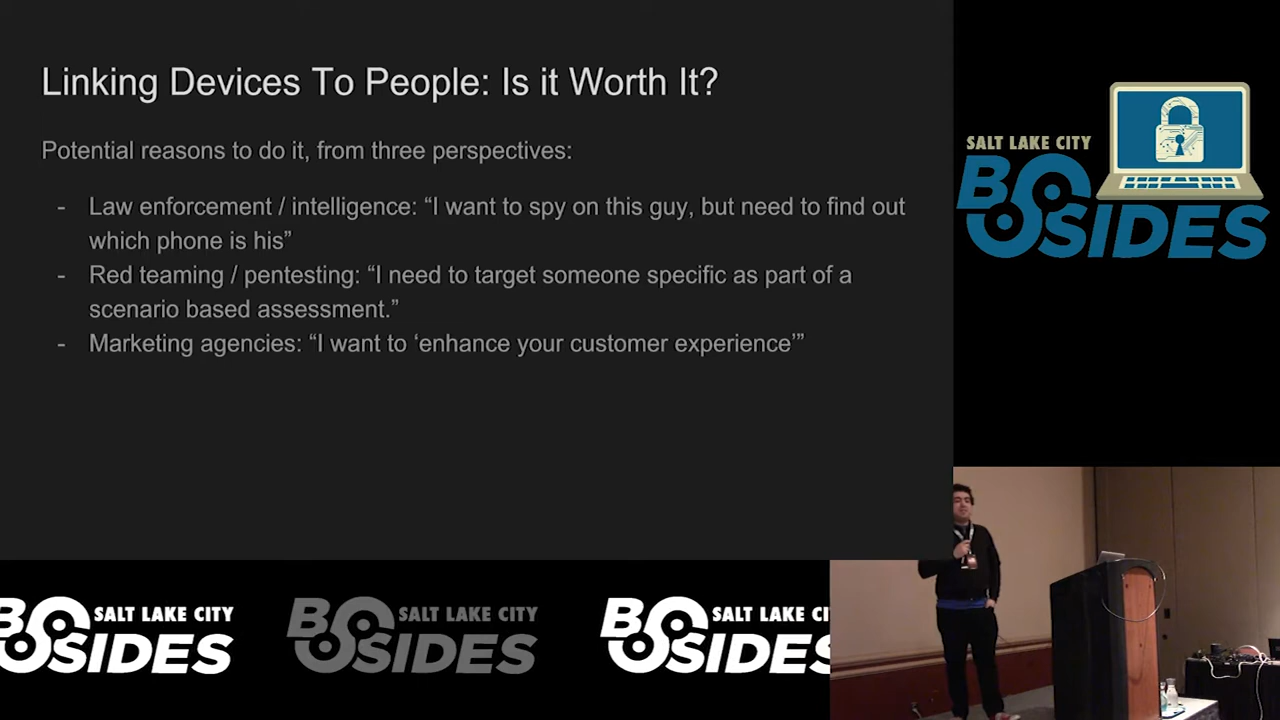 Linking Devices To People: Is it Worth It?
Potential reasons to do it, from three perspectives:
- Law enforcement / intelligence: “I want to spy on this guy, but need to find out
which phone is his”
- Red teaming / pentesting: “I need to target someone specific as part of a
scenario based assessment.”
- Marketing agencies: “I want to ‘enhance your customer experience’”
SALT LAKE CITY
BSIDES
SALT LAKE CITY
BSIDES
SALT LAKE CITY
BSIDES
SALT LAKE CITY
BSIDES